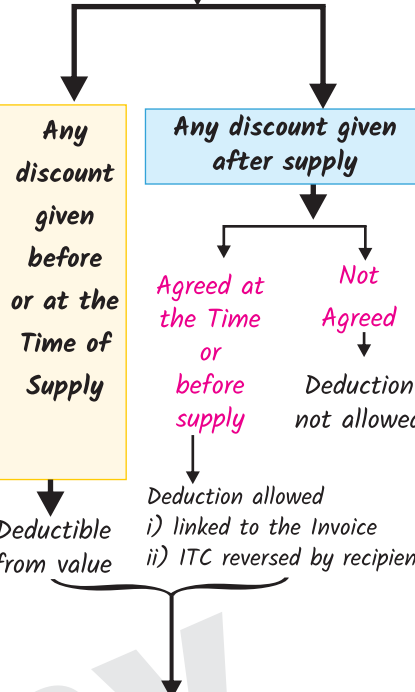 Any
discount
given
before
or at the
Time of
Supply
Deductible
from value
Any discount given
after supply
Agreed at
the Time
or
before
supply
Deduction allowed
i) linked to the Invoice
ii) ITC reversed by recipien
Not
Agreed
Deduction
not allowe